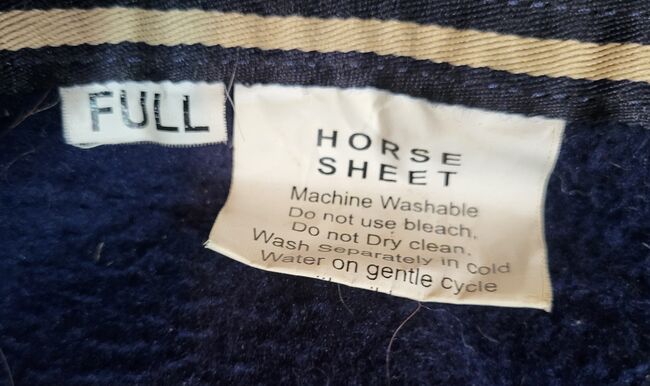 FULL
HORSE
SHEET
Machine Washable
Do not use bleach.
Do not Dry clean.
Wash Separately in Cold
Water on gentle cycle